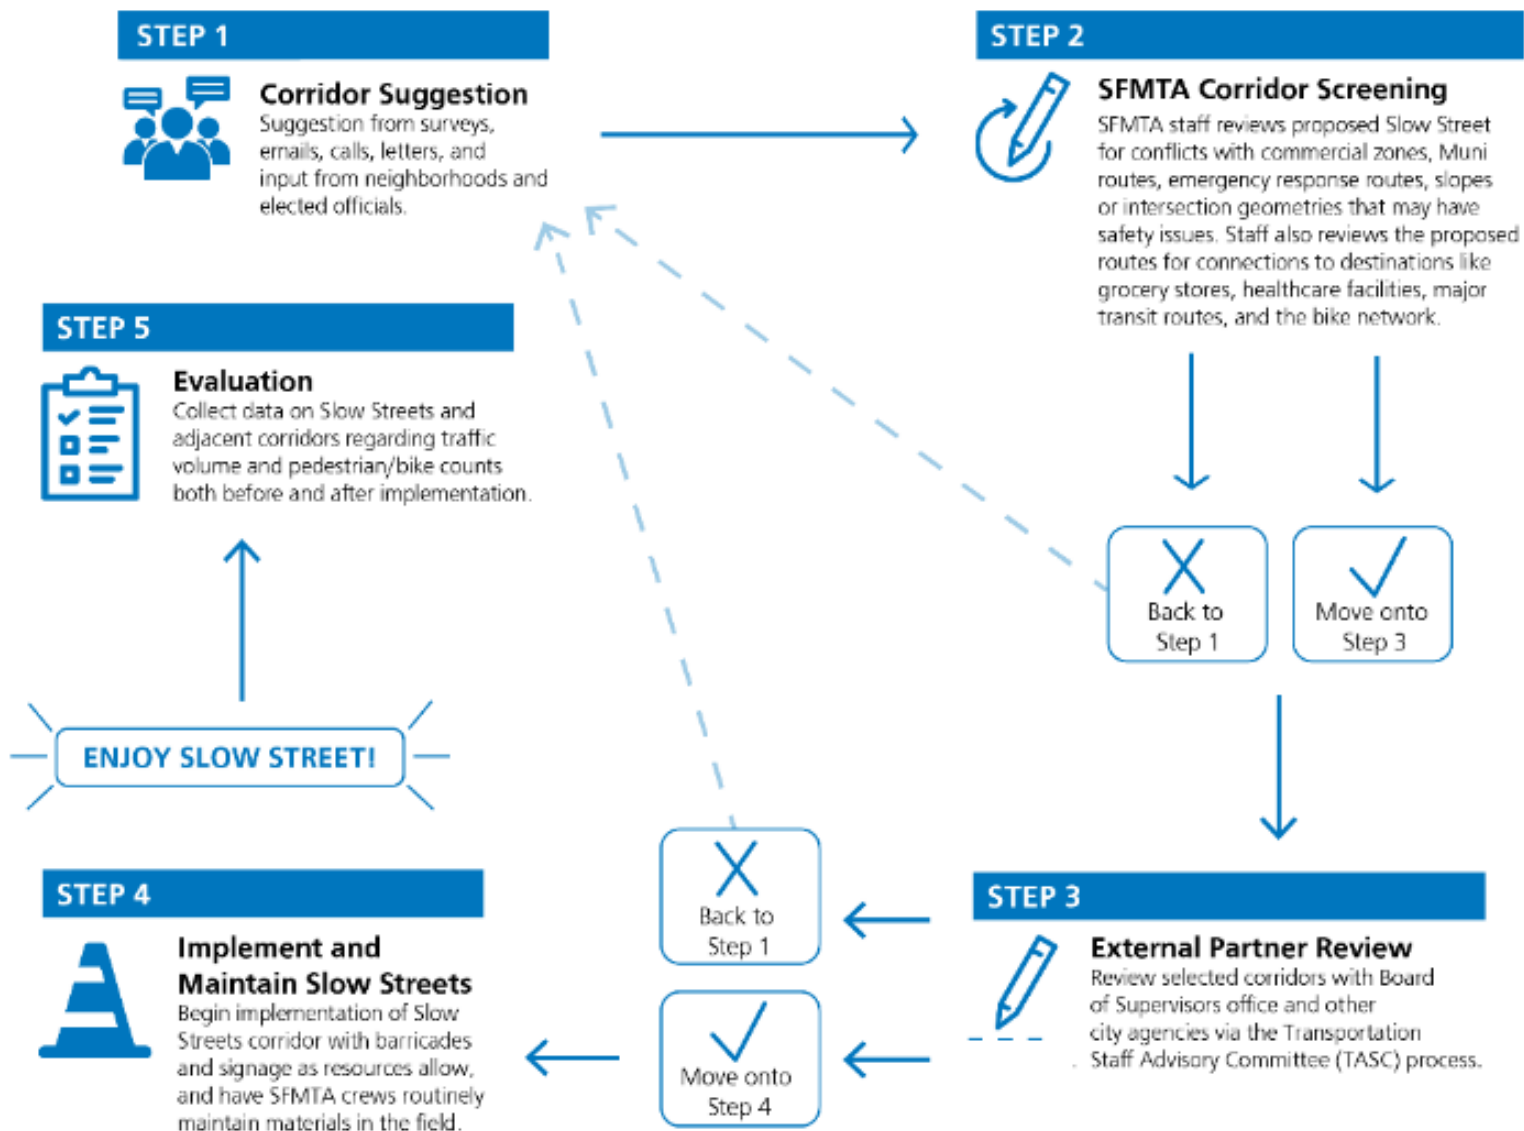 STEP 1
Corridor Suggestion
Suggestion from surveys,
emails, calls, letters, and
input from neighborhoods and
elected officials.
STEP 2
SFMTA Corridor Screening
SFMTA staff reviews proposed Slow Street
for conflicts with commercial zones, Muni
routes, emergency response routes, slopes
or intersection geometries that may have
safety issues. Staff also reviews the proposed
routes for connections to destinations like
grocery stores, healthcare facilities, major
transit routes, and the bike network.
Back to
Step 1
Move onto
Step 3
STEP 3
External Partner Review
Review selected corridors with Board
of Supervisors office and other
city agencies via the Transportation
Staff Advisory Committee (TASC) process.
Back to
Step 1
Move onto
Step 4
STEP 4
Implement and
Maintain Slow Streets
Begin implementation of Slow
Streets corridor with barricades
and signage as resources allow,
and have SFMTA crews routinely
maintain materials in the field.
ENJOY SLOW STREET!
STEP 5
Evaluation
Collect data on Slow Streets and
adjacent corridors regarding traffic
volume and pedestrian/bike counts
both before and after implementation.